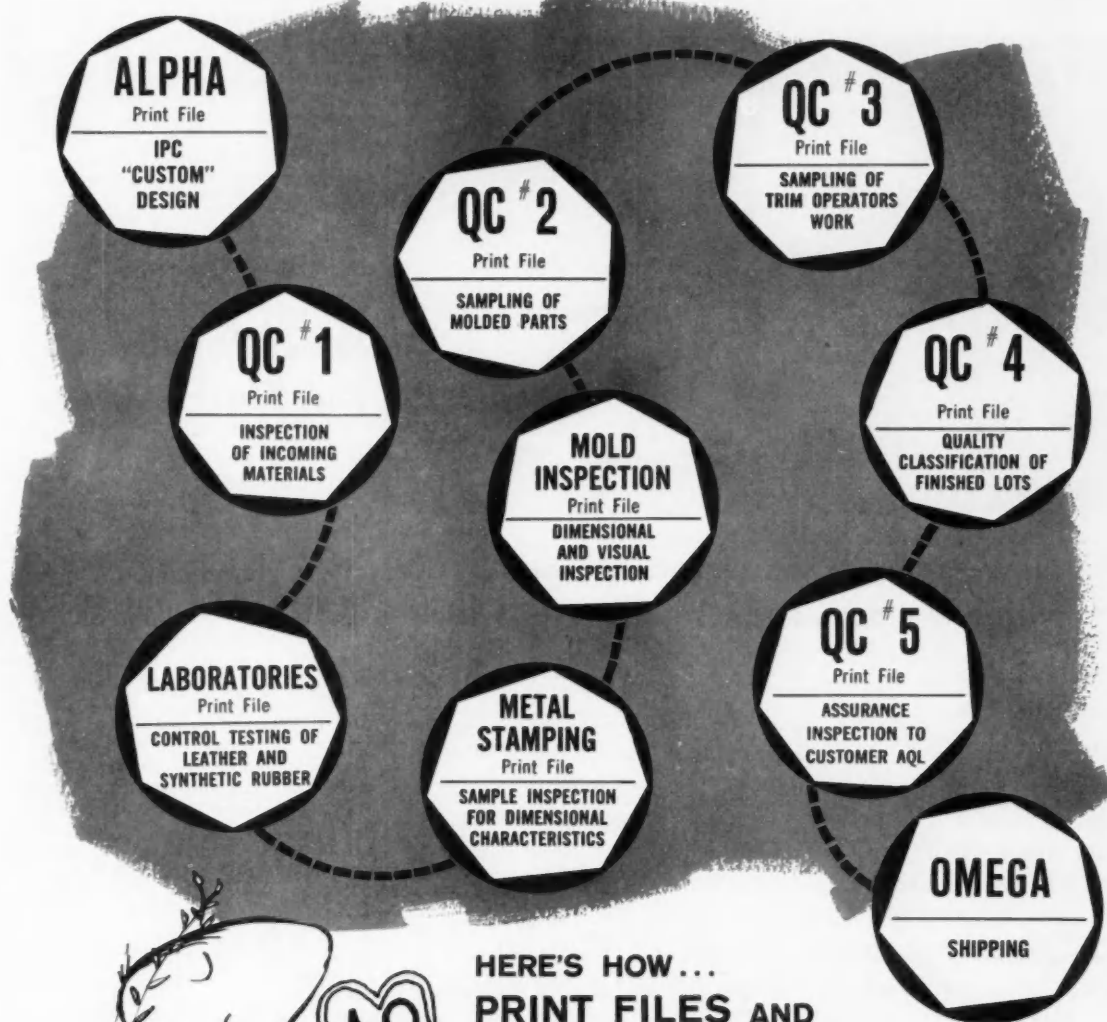 ALPHA
Print File
IPC
"CUSTOM"
DESIGN
QC #1
Print File
INSPECTION
OF INCOMING
MATERIALS
LABORATORIES
Print File
CONTROL TESTING OF
LEATHER AND
SYNTHETIC RUBBER
METAL
STAMPING
Print File
SAMPLE INSPECTION
FOR DIMENSIONAL
CHARACTERISTICS
MOLD
INSPECTION
Print File
DIMENSIONAL
AND VISUAL
INSPECTION
QC #2
Print File
SAMPLING OF
MOLDED PARTS
QC #3
Print File
SAMPLING OF
TRIM OPERATORS
WORK
QC #4
Print File
QUALITY
CLASSIFICATION OF
FINISHED LOTS
QC #5
Print File
ASSURANCE
INSPECTION TO
CUSTOMER AQL
OMEGA
SHIPPING
HERE'S HOW...
PRINT FILES AND